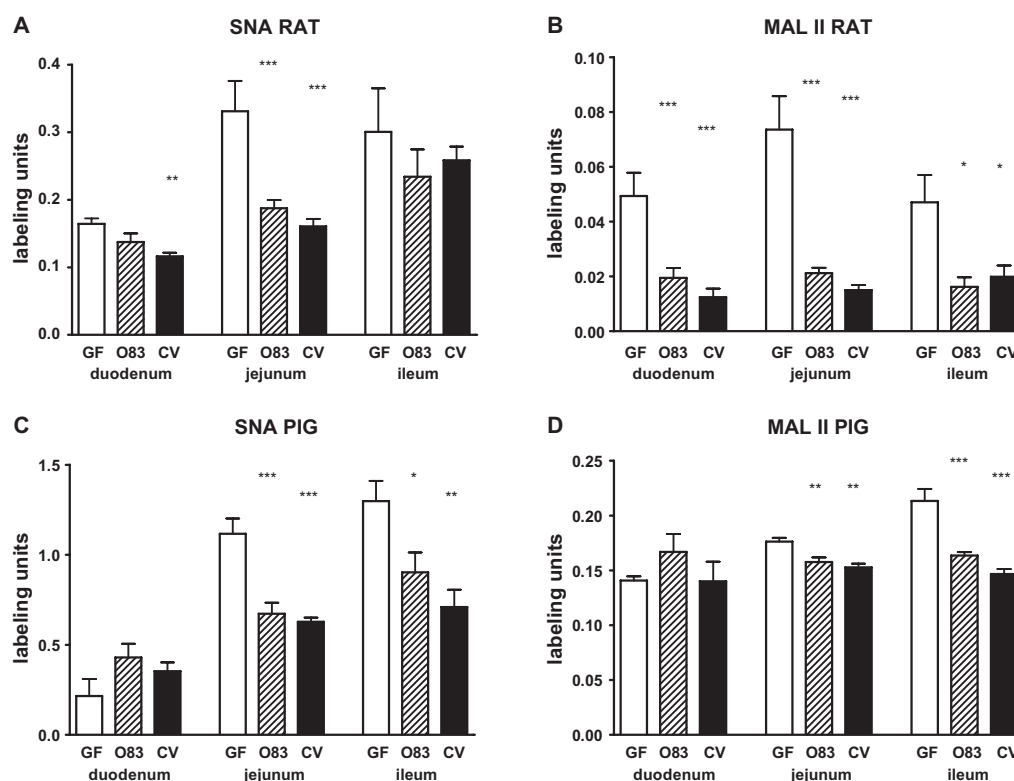 A SNA RAT
labeling units
0.4
0.3
0.2
0.1
0.0
*** *** **
GF O83 CV GF O83 CV GF O83 CV
duodenum jejunum ileum
B MAL II RAT
labeling units
0.10
0.08
0.06
0.04
0.02
0.00
*** *** *** *** * *
GF O83 CV GF O83 CV GF O83 CV
duodenum jejunum ileum
C SNA PIG
labeling units
1.5
1.0
0.5
0.0
*** *** * **
GF O83 CV GF O83 CV GF O83 CV
duodenum jejunum ileum
D MAL II PIG
labeling units
0.25
0.20
0.15
0.10
0.05
0.00
** ** *** ***
GF O83 CV GF O83 CV GF O83 CV
duodenum jejunum ileum